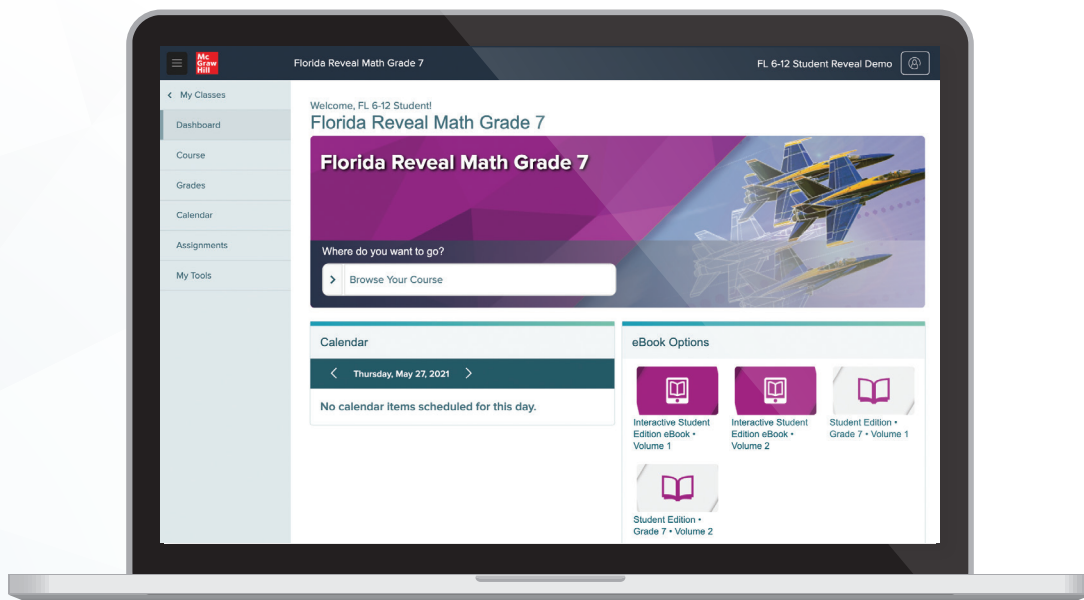 Mc
Graw
Hill
Florida Reveal Math Grade 7
FL 6-12 Student Reveal Demo
My Classes
Dashboard
Course
Grades
Calendar
Assignments
My Tools
Welcome, FL 6-12 Student!
Florida Reveal Math Grade 7
Florida Reveal Math Grade 7
Where do you want to go?
Browse Your Course
Calendar
Thursday, May 27, 2021
No calendar items scheduled for this day.
eBook Options
Interactive Student
Edition eBook •
Volume 1
Interactive Student
Edition eBook •
Volume 2
Student Edition •
Grade 7 • Volume 1
Student Edition •
Grade 7 • Volume 2